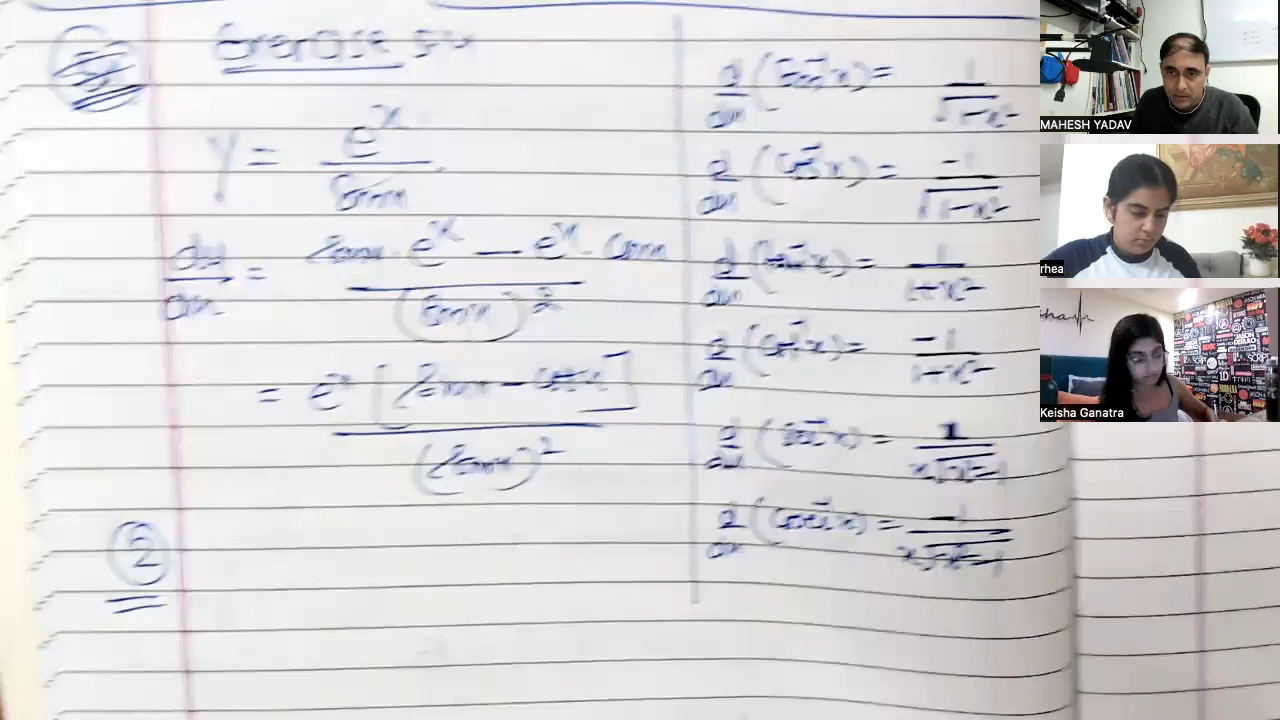 Exercise 5.4
y = e^x / sinx
dy/dx = sinx · e^x − e^x · cosx / (sinx)^2
= e^x [sinx − cosx] / (sinx)^2
2
d/dx (sin⁻¹x) = 1/√1−x²
d/dx (cos⁻¹x) = −1/√1−x²
d/dx (tan⁻¹x) = 1/1+x²
d/dx (cot⁻¹x) = −1/1+x²
d/dx (sec⁻¹x) = 1/x√x²−1
d/dx (cosec⁻¹x) = −1/x√x²−1
MAHESH YADAV
rhea
Keisha Ganatra